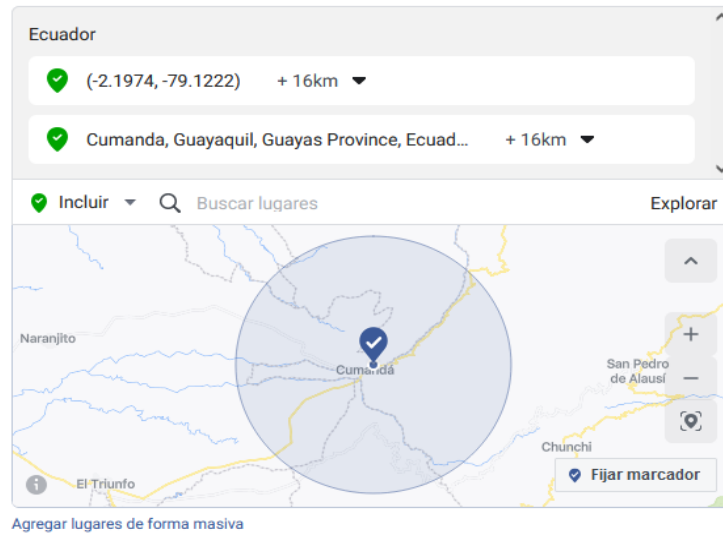 Ecuador
(-2.1974, -79.1222) + 16km
Cumanda, Guayaquil, Guayas Province, Ecuad... + 16km
Incluir Buscar lugares Explorar
Naranjito
Cumandá
San Pedro
de Alausí
Chunchi
El Triunfo
Fijar marcador
Agregar lugares de forma masiva